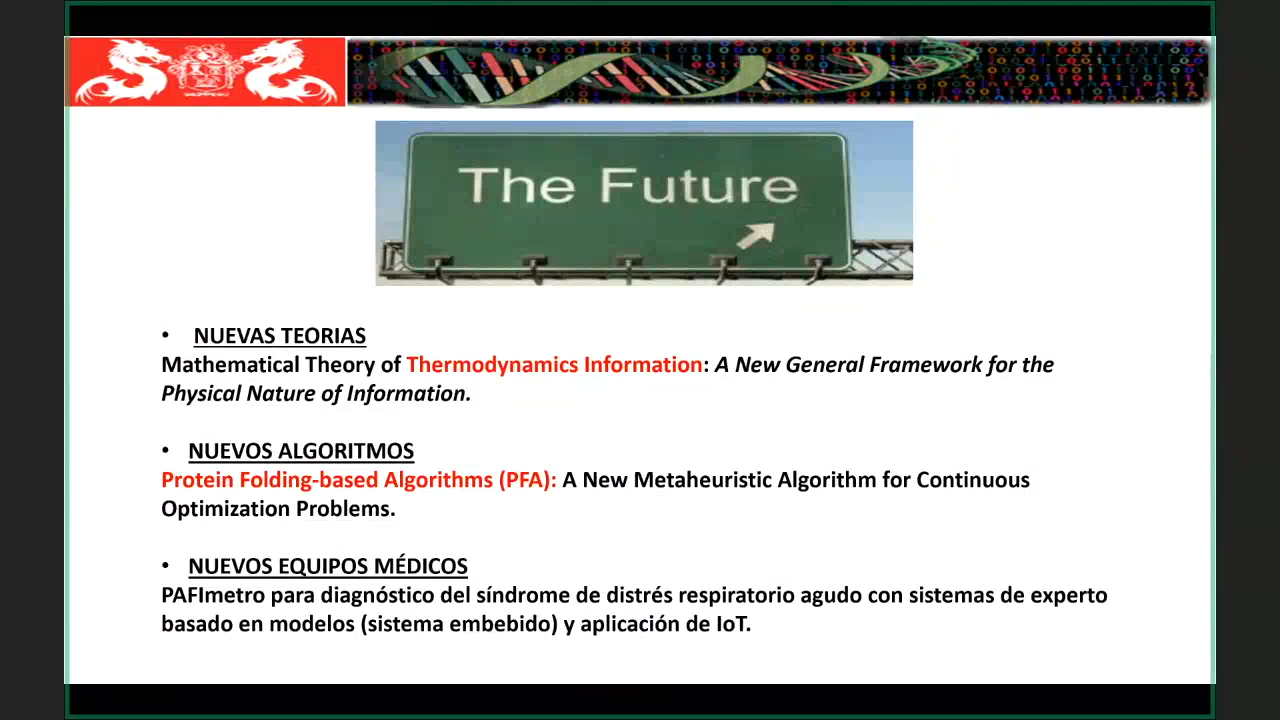 The Future
• NUEVAS TEORIAS
Mathematical Theory of Thermodynamics Information: A New General Framework for the
Physical Nature of Information.
• NUEVOS ALGORITMOS
Protein Folding-based Algorithms (PFA): A New Metaheuristic Algorithm for Continuous
Optimization Problems.
• NUEVOS EQUIPOS MÉDICOS
PAFImetro para diagnóstico del síndrome de distrés respiratorio agudo con sistemas de experto
basado en modelos (sistema embebido) y aplicación de IoT.